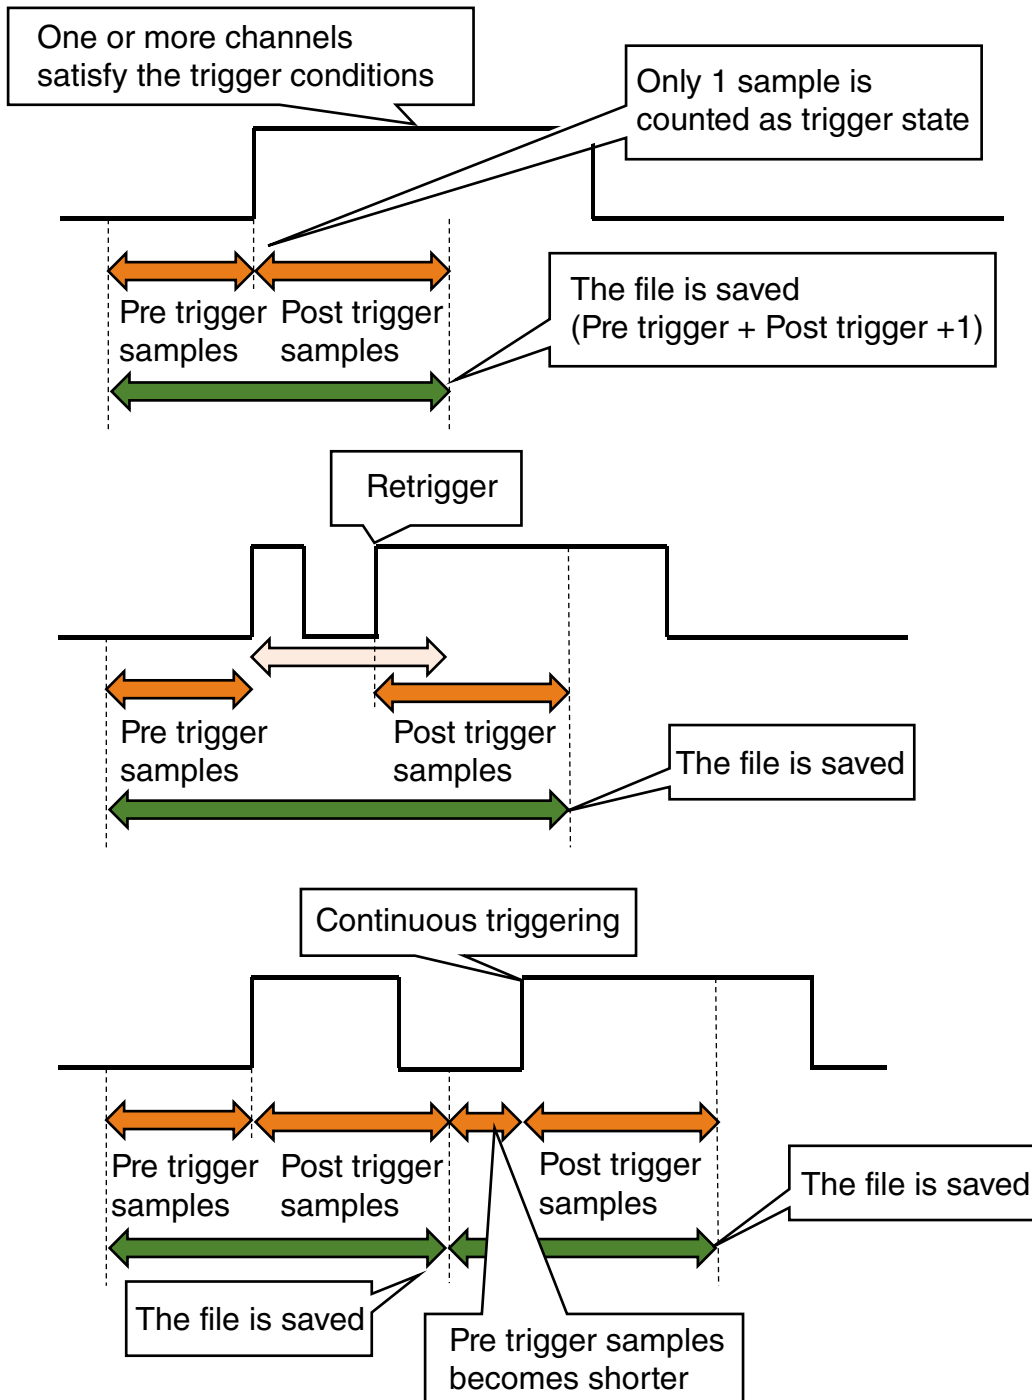 One or more channels
satisfy the trigger conditions
Only 1 sample is
counted as trigger state
Pre trigger
samples
Post trigger
samples
The file is saved
(Pre trigger + Post trigger +1)
Retrigger
Pre trigger
samples
Post trigger
samples
The file is saved
Continuous triggering
Pre trigger
samples
Post trigger
samples
Post trigger
samples
The file is saved
The file is saved
Pre trigger samples
becomes shorter